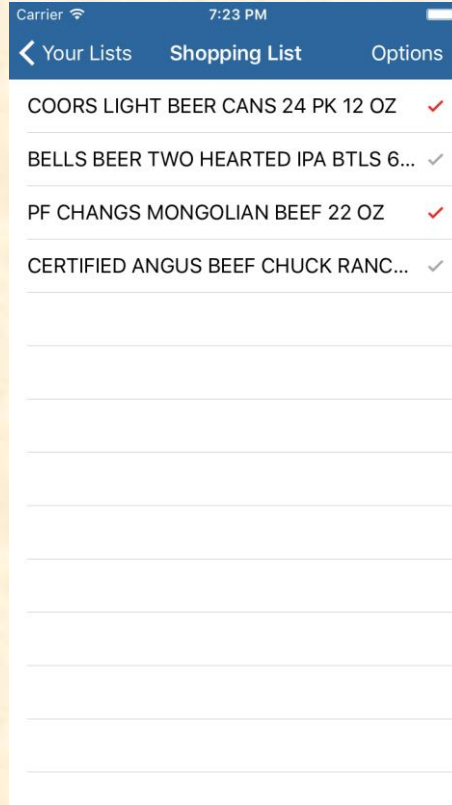 Carrier 7:23 PM
Your Lists Shopping List Options
COORS LIGHT BEER CANS 24 PK 12 OZ
BELLS BEER TWO HEARTED IPA BTLS 6...
PF CHANGS MONGOLIAN BEEF 22 OZ
CERTIFIED ANGUS BEEF CHUCK RANC...